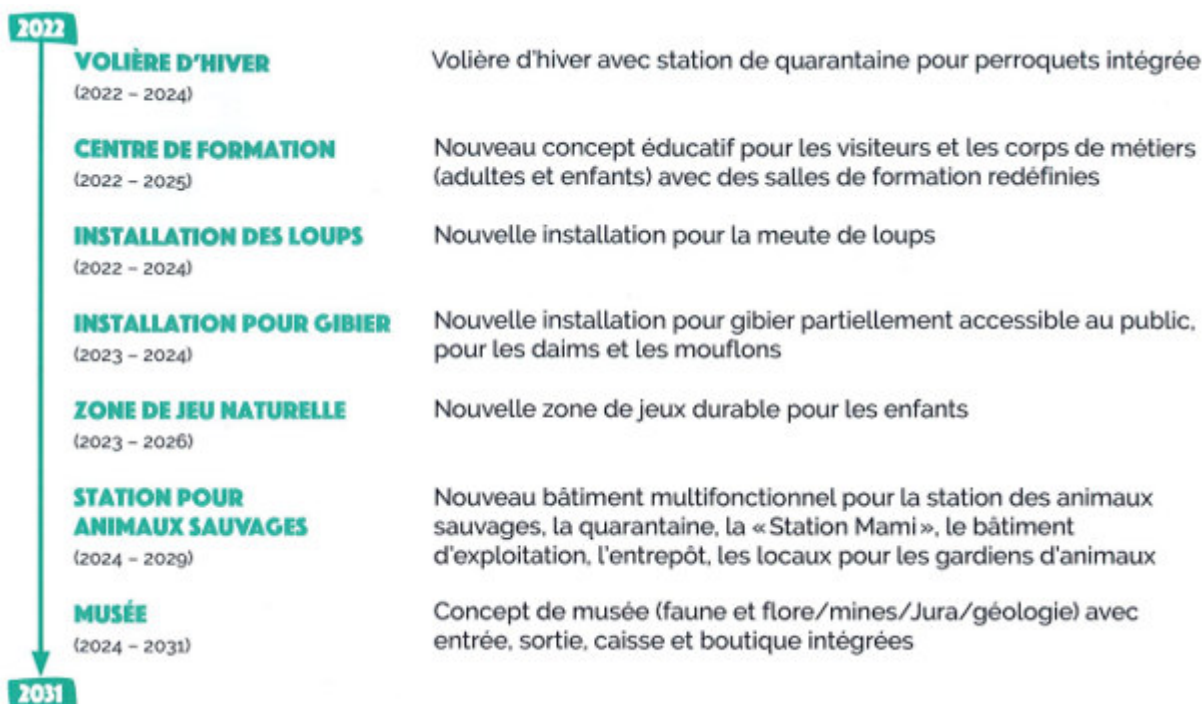 2022
VOLIÈRE D'HIVER
(2022 – 2024)
Volière d'hiver avec station de quarantaine pour perroquets intégrée
CENTRE DE FORMATION
(2022 – 2025)
Nouveau concept éducatif pour les visiteurs et les corps de métiers
(adultes et enfants) avec des salles de formation redéfinies
INSTALLATION DES LOUPS
(2022 – 2024)
Nouvelle installation pour la meute de loups
INSTALLATION POUR GIBIER
(2023 – 2024)
Nouvelle installation pour gibier partiellement accessible au public,
pour les daims et les mouflons
ZONE DE JEU NATURELLE
(2023 – 2026)
Nouvelle zone de jeux durable pour les enfants
STATION POUR
ANIMAUX SAUVAGES
(2024 – 2029)
Nouveau bâtiment multifonctionnel pour la station des animaux
sauvages, la quarantaine, la « Station Mami », le bâtiment
d'exploitation, l'entrepôt, les locaux pour les gardiens d'animaux
MUSÉE
(2024 – 2031)
Concept de musée (faune et flore/mines/Jura/géologie) avec
entrée, sortie, caisse et boutique intégrées
2031